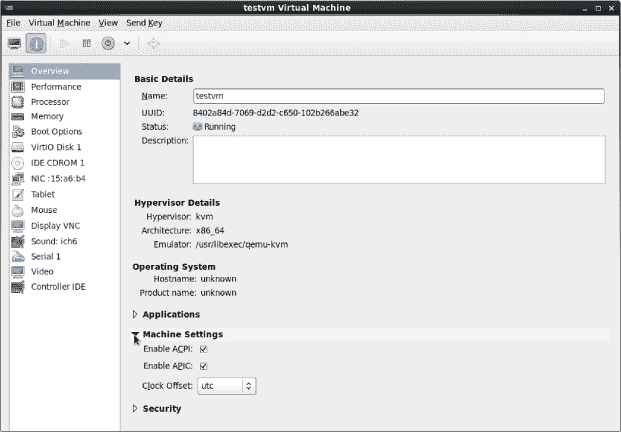 testvm Virtual Machine
File Virtual Machine View Send Key
Overview
Performance
Processor
Memory
Boot Options
VirtIO Disk 1
IDE CDROM 1
NIC :15:a6:b4
Tablet
Mouse
Display VNC
Sound: ich6
Serial 1
Video
Controller IDE
Basic Details
Name: testvm
UUID: 8402a84d-7069-d2d2-c650-102b266abe32
Status: Running
Description:
Hypervisor Details
Hypervisor: kvm
Architecture: x86_64
Emulator: /usr/libexec/qemu-kvm
Operating System
Hostname: unknown
Product name: unknown
Applications
Machine Settings
Enable ACPI:
Enable APIC:
Clock Offset: utc
Security